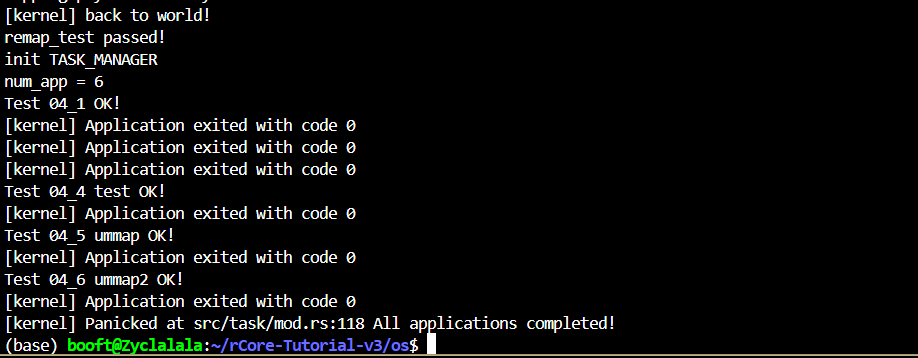 [kernel] back to world!
remap_test passed!
init TASK_MANAGER
num_app = 6
Test 04_1 OK!
[kernel] Application exited with code 0
[kernel] Application exited with code 0
[kernel] Application exited with code 0
Test 04_4 test OK!
[kernel] Application exited with code 0
Test 04_5 ummap OK!
[kernel] Application exited with code 0
Test 04_6 ummap2 OK!
[kernel] Application exited with code 0
[kernel] Panicked at src/task/mod.rs:118 All applications completed!
(base) booft@Zyclalala:~/rCore-Tutorial-v3/os$